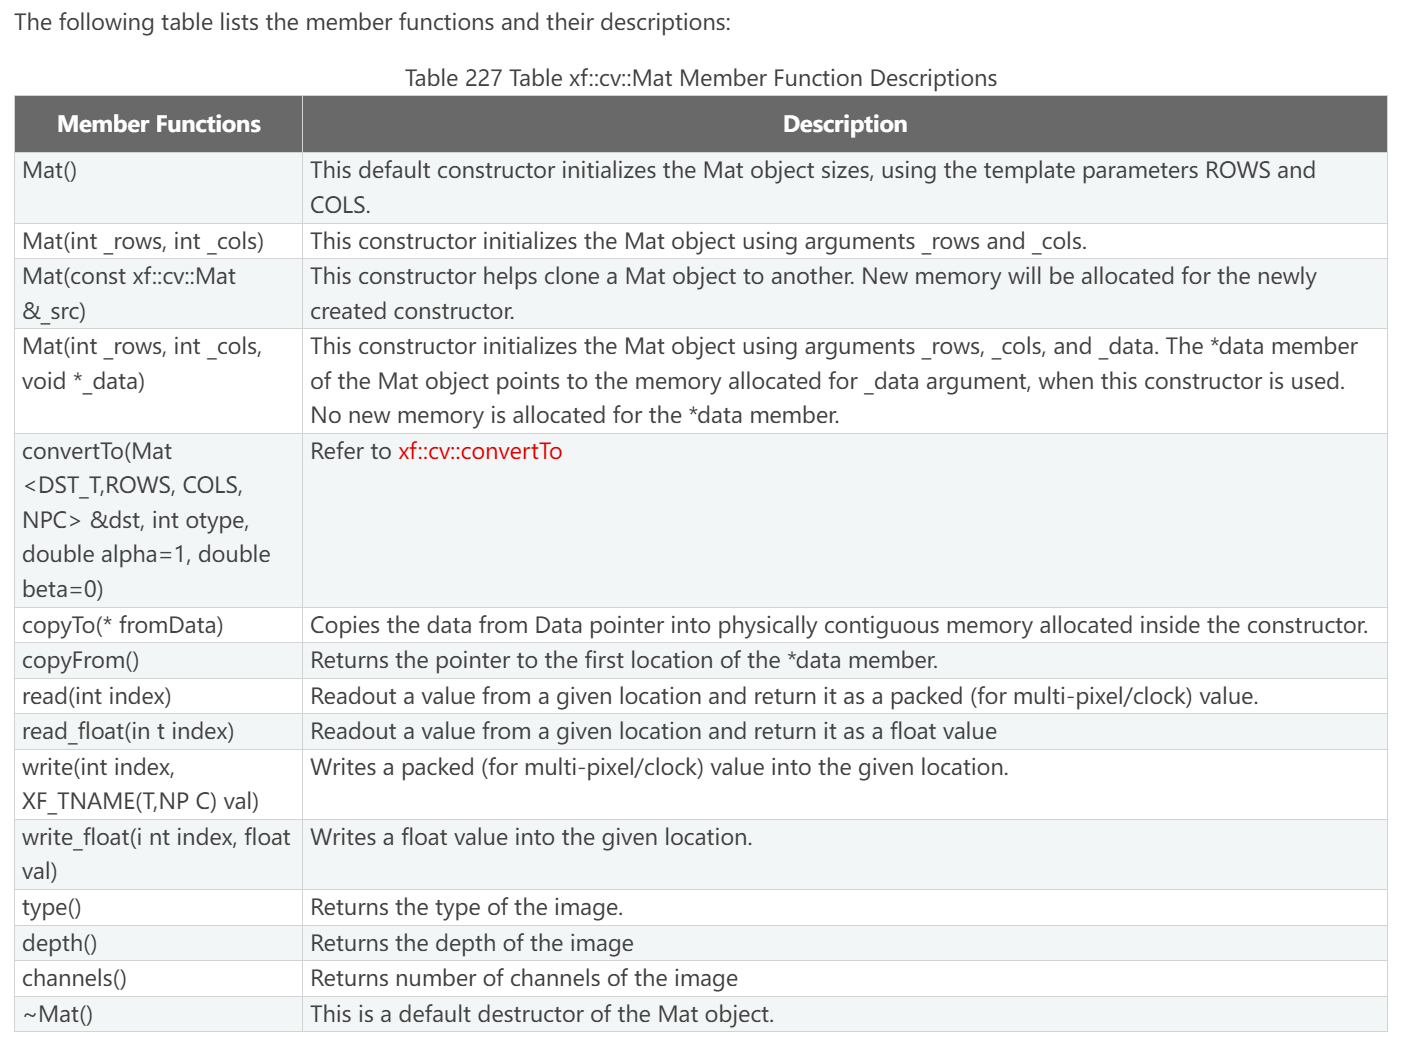 The following table lists the member functions and their descriptions:
Table 227 Table xf::cv::Mat Member Function Descriptions
Member Functions Description
Mat() This default constructor initializes the Mat object sizes, using the template parameters ROWS and
COLS.
Mat(int _rows, int _cols) This constructor initializes the Mat object using arguments _rows and _cols.
Mat(const xf::cv::Mat This constructor helps clone a Mat object to another. New memory will be allocated for the newly
&_src) created constructor.
Mat(int _rows, int _cols, This constructor initializes the Mat object using arguments _rows, _cols, and _data. The *data member
void *_data) of the Mat object points to the memory allocated for _data argument, when this constructor is used.
No new memory is allocated for the *data member.
convertTo(Mat Refer to xf::cv::convertTo
<DST_T,ROWS, COLS,
NPC> &dst, int otype,
double alpha=1, double
beta=0)
copyTo(* fromData) Copies the data from Data pointer into physically contiguous memory allocated inside the constructor.
copyFrom() Returns the pointer to the first location of the *data member.
read(int index) Readout a value from a given location and return it as a packed (for multi-pixel/clock) value.
read_float(in t index) Readout a value from a given location and return it as a float value
write(int index, Writes a packed (for multi-pixel/clock) value into the given location.
XF_TNAME(T,NP C) val)
write_float(i nt index, float Writes a float value into the given location.
val)
type() Returns the type of the image.
depth() Returns the depth of the image
channels() Returns number of channels of the image
~Mat() This is a default destructor of the Mat object.